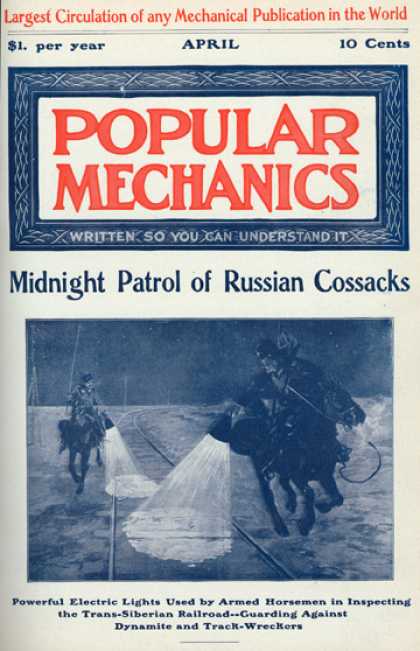 Largest Circulation of any Mechanical Publication in the World
$1. per year APRIL 10 Cents
POPULAR
MECHANICS
WRITTEN SO YOU CAN UNDERSTAND IT
Midnight Patrol of Russian Cossacks
Powerful Electric Lights Used by Armed Horsemen in Inspecting
the Trans-Siberian Railroad--Guarding Against
Dynamite and Track-Wreckers